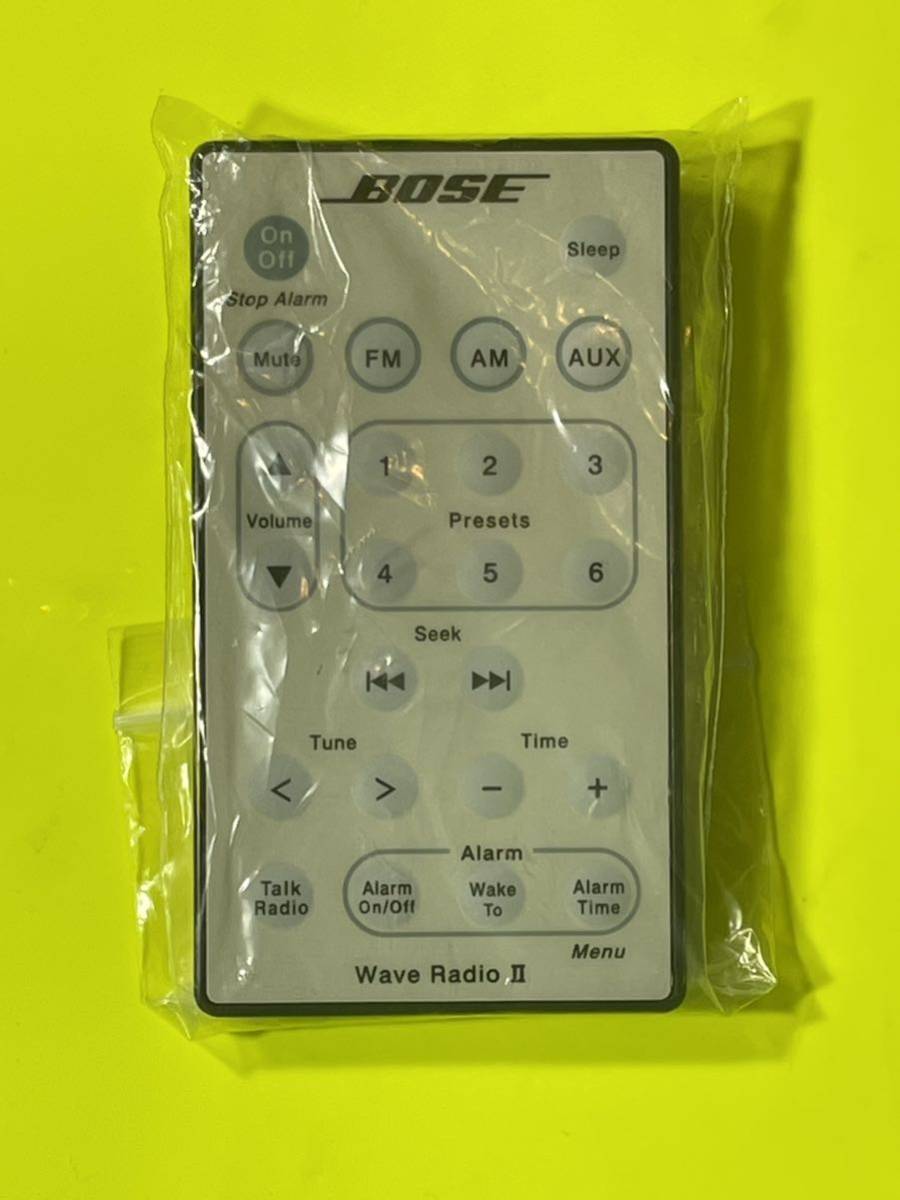 BOSE
On
Off
Sleep
Stop Alarm
Mute FM AM AUX
1 2 3
Volume Presets
4 5 6
Seek
Tune Time
< > − +
Alarm
Talk
Radio
Alarm
On/Off
Wake
To
Alarm
Time
Menu
Wave Radio II